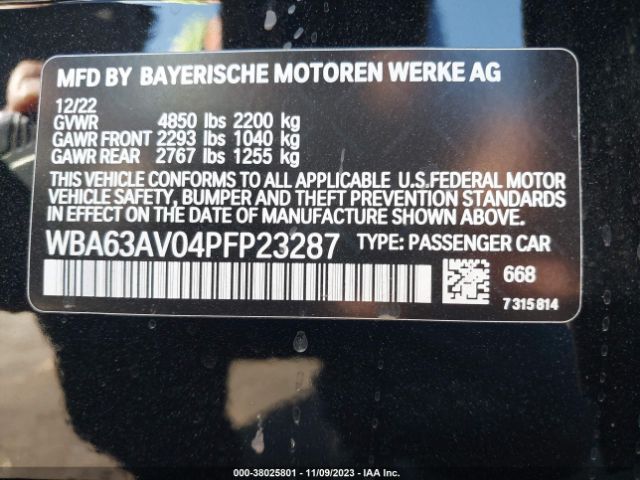 MFD BY BAYERISCHE MOTOREN WERKE AG
12/22
GVWR 4850 lbs 2200 kg
GAWR FRONT 2293 lbs 1040 kg
GAWR REAR 2767 lbs 1255 kg
THIS VEHICLE CONFORMS TO ALL APPLICABLE U.S.FEDERAL MOTOR
VEHICLE SAFETY, BUMPER AND THEFT PREVENTION STANDARDS
IN EFFECT ON THE DATE OF MANUFACTURE SHOWN ABOVE.
WBA63AV04PFP23287 TYPE: PASSENGER CAR
668
7 315 814
000-38025801 - 11/09/2023 - IAA Inc.